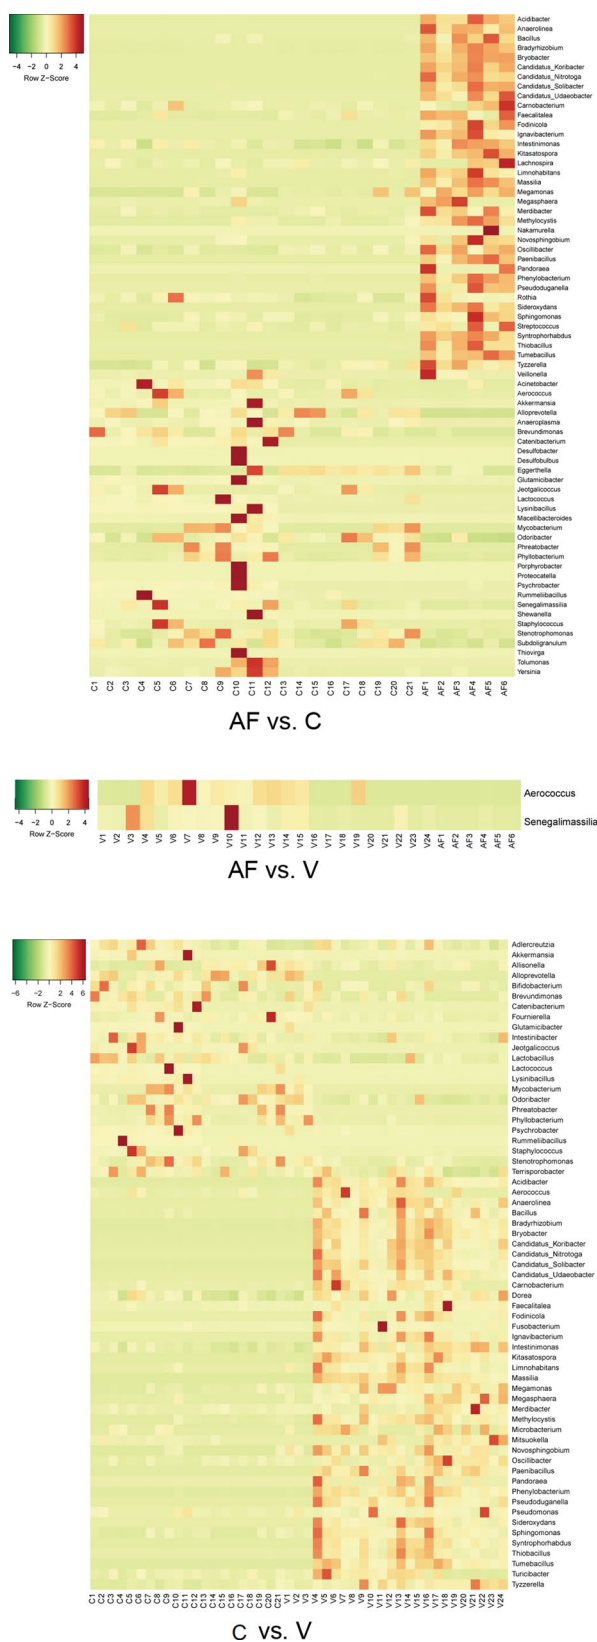 Acidibacter
Anaerolinea
Bacillus
Bradyrhizobium
Bryobacter
Candidatus_Koribacter
Candidatus_Nitrotoga
Candidatus_Solibacter
Candidatus_Udaeobacter
Carnobacterium
Faecalitalea
Fodinicola
Ignavibacterium
Intestinimonas
Kitasatospora
Lachnospira
Limnohabitans
Massilia
Megamonas
Megasphaera
Merdibacter
Methylocystis
Nakamurella
Novosphingobium
Oscillibacter
Paenibacillus
Pandoraea
Phenylobacterium
Pseudoduganella
Rothia
Sideroxydans
Sphingomonas
Streptococcus
Syntrophorhabdus
Thiobacillus
Tumebacillus
Tyzzerella
Veillonella
Acinetobacter
Aerococcus
Akkermansia
Alloprevotella
Anaeroplasma
Brevundimonas
Catenibacterium
Desulfobacter
Desulfobulbus
Eggerthella
Glutamicibacter
Jeotgalicoccus
Lactococcus
Lysinibacillus
Macellibacteroides
Mycobacterium
Odoribacter
Phreatobacter
Phyllobacterium
Porphyrobacter
Proteocatella
Psychrobacter
Rummeliibacillus
Senegalimassilia
Shewanella
Staphylococcus
Stenotrophomonas
Subdoligranulum
Thiovirga
Tolumonas
Yersinia
-4 -2 0 2 4
Row Z-Score
C1 C2 C3 C4 C5 C6 C7 C8 C9 C10 C11 C12 C13 C14 C15 C16 C17 C18 C19 C20 C21 AF1 AF2 AF3 AF4 AF5 AF6
AF vs. C
-4 -2 0 2 4
Row Z-Score
Aerococcus
Senegalimassilia
V1 V2 V3 V4 V5 V6 V7 V8 V9 V10 V11 V12 V13 V14 V15 V16 V17 V18 V19 V20 V21 V22 V23 V24 AF1 AF2 AF3 AF4 AF5 AF6
AF vs. V
-6 -2 0 2 4 6
Row Z-Score
Adlercreutzia
Akkermansia
Allisonella
Alloprevotella
Bifidobacterium
Brevundimonas
Catenibacterium
Fournierella
Glutamicibacter
Intestinibacter
Jeotgalicoccus
Lactobacillus
Lactococcus
Lysinibacillus
Mycobacterium
Odoribacter
Phreatobacter
Phyllobacterium
Psychrobacter
Rummeliibacillus
Staphylococcus
Stenotrophomonas
Terrisporobacter
Acidibacter
Aerococcus
Anaerolinea
Bacillus
Bradyrhizobium
Bryobacter
Candidatus_Koribacter
Candidatus_Nitrotoga
Candidatus_Solibacter
Candidatus_Udaeobacter
Carnobacterium
Dorea
Faecalitalea
Fodinicola
Fusobacterium
Ignavibacterium
Intestinimonas
Kitasatospora
Limnohabitans
Massilia
Megamonas
Megasphaera
Merdibacter
Methylocystis
Microbacterium
Mitsuokella
Novosphingobium
Oscillibacter
Paenibacillus
Pandoraea
Phenylobacterium
Pseudoduganella
Pseudomonas
Sideroxydans
Sphingomonas
Syntrophorhabdus
Thiobacillus
Tumebacillus
Turicibacter
Tyzzerella
C1 C2 C3 C4 C5 C6 C7 C8 C9 C10 C11 C12 C13 C14 C15 C16 C17 C18 C19 C20 C21 V1 V2 V3 V4 V5 V6 V7 V8 V9 V10 V11 V12 V13 V14 V15 V16 V17 V18 V19 V20 V21 V22 V23 V24
C vs. V